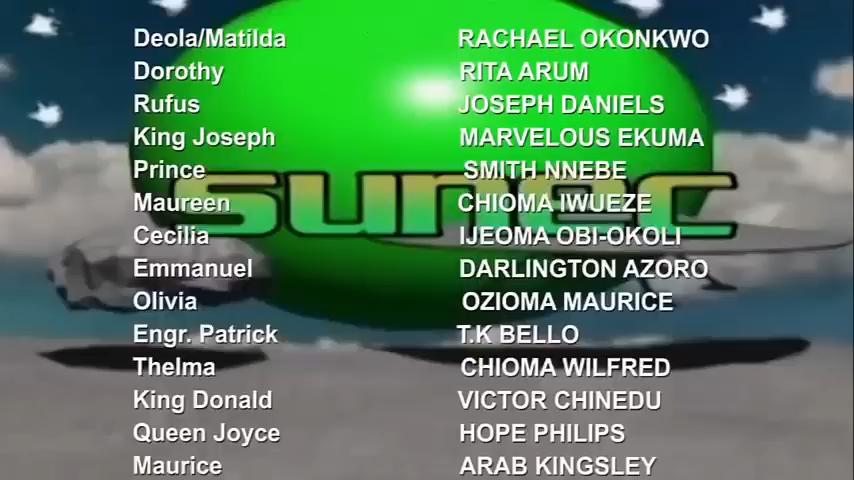 Deola/Matilda RACHAEL OKONKWO
Dorothy RITA ARUM
Rufus JOSEPH DANIELS
King Joseph MARVELOUS EKUMA
Prince SMITH NNEBE
sunec
Maureen CHIOMA IWUEZE
Cecilia IJEOMA OBI-OKOLI
Emmanuel DARLINGTON AZORO
Olivia OZIOMA MAURICE
Engr. Patrick T.K BELLO
Thelma CHIOMA WILFRED
King Donald VICTOR CHINEDU
Queen Joyce HOPE PHILIPS
Maurice ARAB KINGSLEY